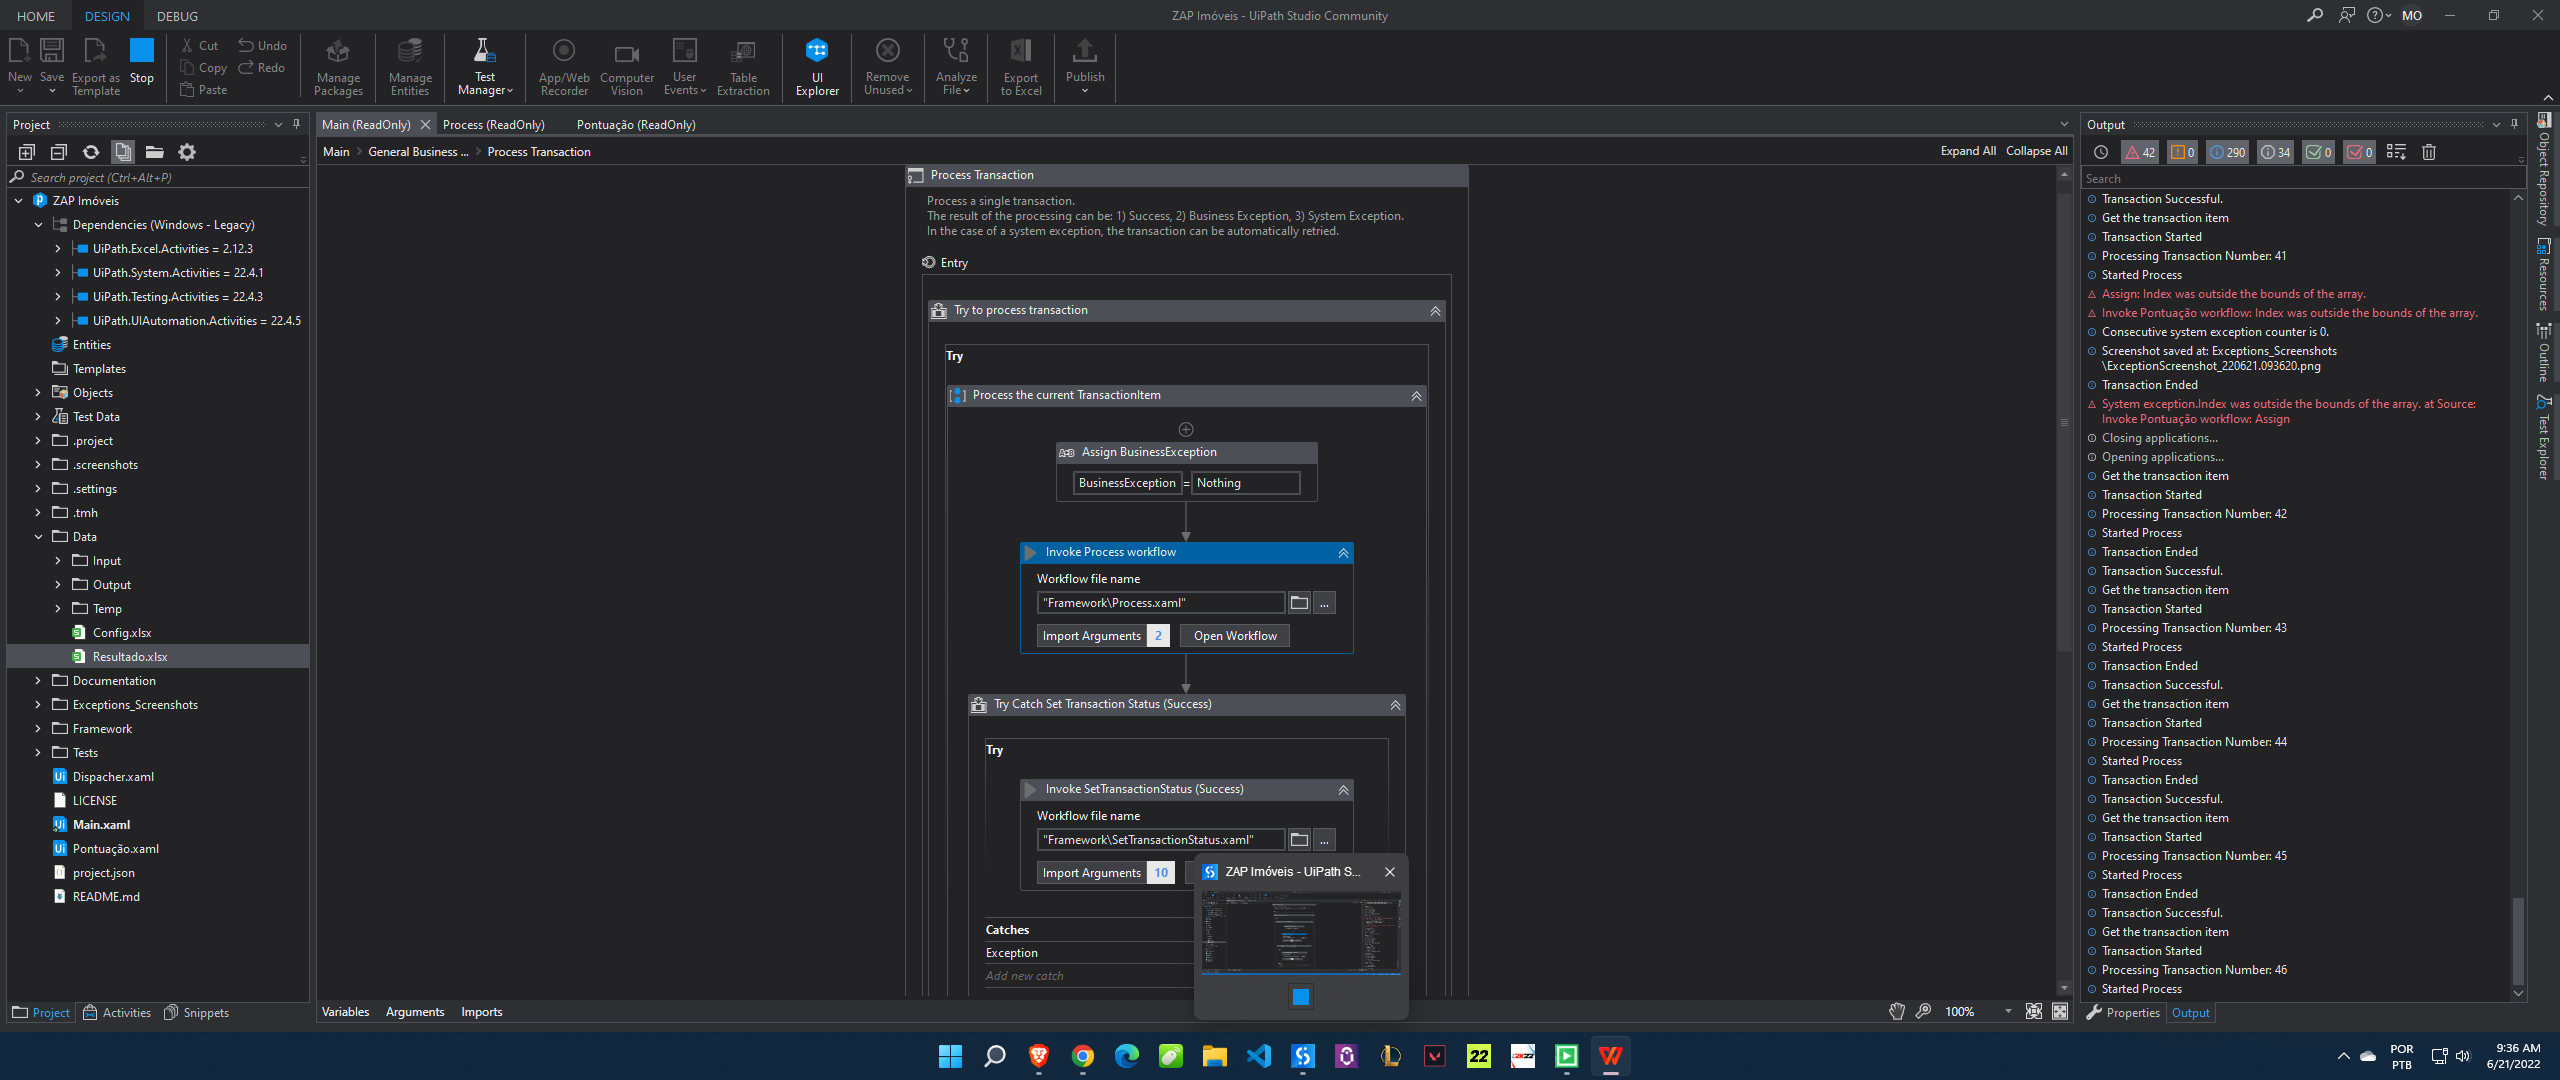 HOME
DESIGN
DEBUG
ZAP Imóveis - UiPath Studio Community
MO
New
Save
Export as
Template
Stop
Cut
Copy
Paste
Undo
Redo
Manage
Packages
Manage
Entities
Test
Manager
App/Web
Recorder
Computer
Vision
User
Events
Table
Extraction
UI
Explorer
Remove
Unused
Analyze
File
Export
to Excel
Publish
Project
Search project (Ctrl+Alt+P)
ZAP Imóveis
Dependencies (Windows - Legacy)
UiPath.Excel.Activities = 2.12.3
UiPath.System.Activities = 22.4.1
UiPath.Testing.Activities = 22.4.3
UiPath.UIAutomation.Activities = 22.4.5
Entities
Templates
Objects
Test Data
.project
.screenshots
.settings
.tmh
Data
Input
Output
Temp
Config.xlsx
Resultado.xlsx
Documentation
Exceptions_Screenshots
Framework
Tests
Dispacher.xaml
LICENSE
Main.xaml
Pontuação.xaml
project.json
README.md
Project
Activities
Snippets
Main (ReadOnly)
Process (ReadOnly)
Pontuação (ReadOnly)
Main > General Business ... > Process Transaction
Expand All
Collapse All
Process Transaction
Process a single transaction.
The result of the processing can be: 1) Success, 2) Business Exception, 3) System Exception.
In the case of a system exception, the transaction can be automatically retried.
Entry
Try to process transaction
Try
Process the current TransactionItem
Assign BusinessException
BusinessException = Nothing
Invoke Process workflow
Workflow file name
"Framework\Process.xaml"
...
Import Arguments 2
Open Workflow
Try Catch Set Transaction Status (Success)
Try
Invoke SetTransactionStatus (Success)
Workflow file name
"Framework\SetTransactionStatus.xaml"
...
Import Arguments 10
Catches
Exception
Add new catch
ZAP Imóveis - UiPath S...
Variables
Arguments
Imports
100%
Output
42
0
290
34
0
0
Search
Transaction Successful.
Get the transaction item
Transaction Started
Processing Transaction Number: 41
Started Process
Assign: Index was outside the bounds of the array.
Invoke Pontuação workflow: Index was outside the bounds of the array.
Consecutive system exception counter is 0.
Screenshot saved at: Exceptions_Screenshots
\ExceptionScreenshot_220621.093620.png
Transaction Ended
System exception.Index was outside the bounds of the array. at Source:
Invoke Pontuação workflow: Assign
Closing applications...
Opening applications...
Get the transaction item
Transaction Started
Processing Transaction Number: 42
Started Process
Transaction Ended
Transaction Successful.
Get the transaction item
Transaction Started
Processing Transaction Number: 43
Started Process
Transaction Ended
Transaction Successful.
Get the transaction item
Transaction Started
Processing Transaction Number: 44
Started Process
Transaction Ended
Transaction Successful.
Get the transaction item
Transaction Started
Processing Transaction Number: 45
Started Process
Transaction Ended
Transaction Successful.
Get the transaction item
Transaction Started
Processing Transaction Number: 46
Started Process
Properties
Output
Object Repository
Resources
Outline
Test Explorer
22
2K22
POR
PTB
9:36 AM
6/21/2022